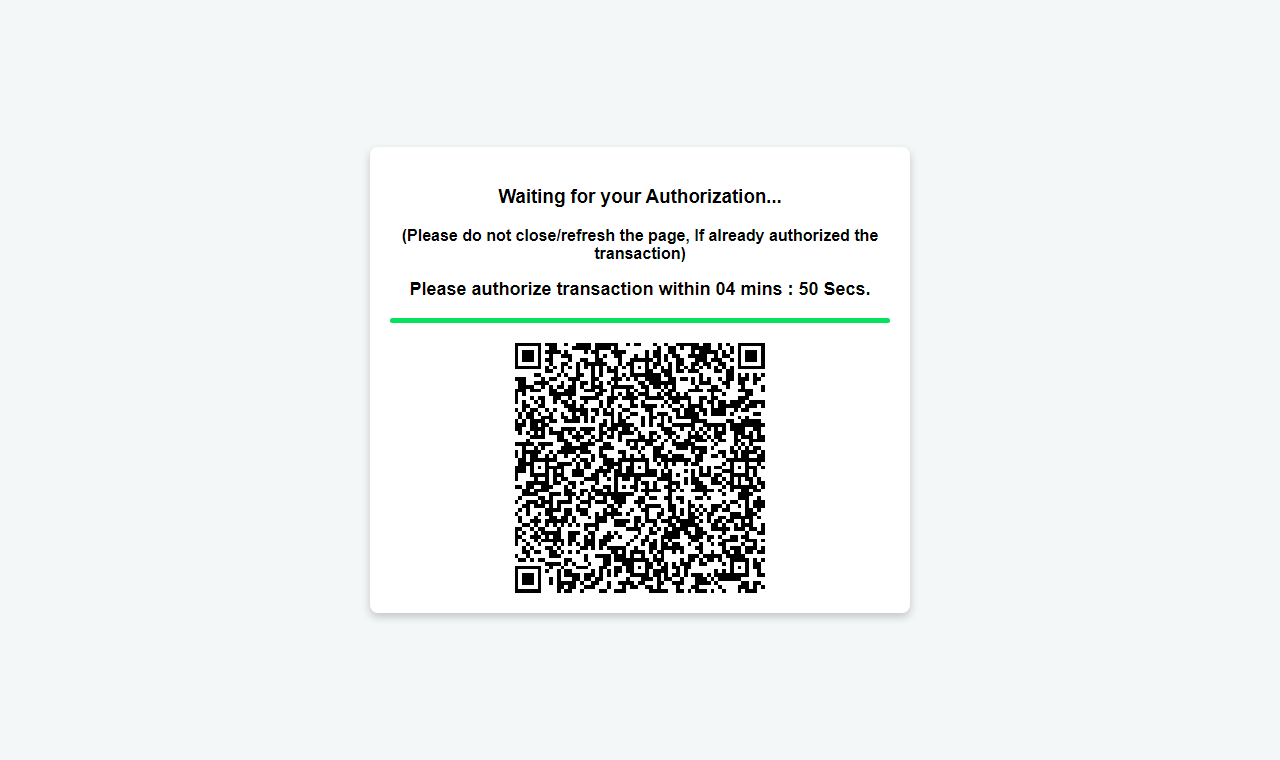 Waiting for your Authorization...
(Please do not close/refresh the page, If already authorized the
transaction)
Please authorize transaction within 04 mins : 50 Secs.